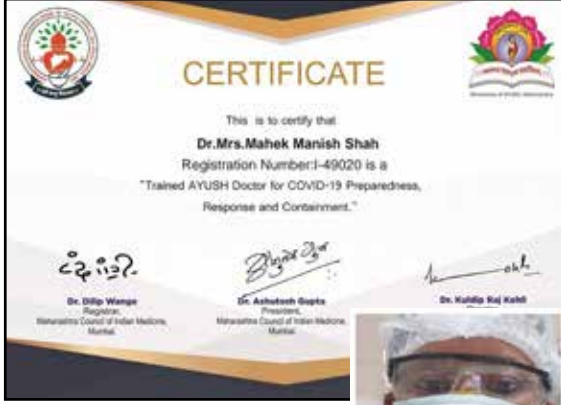 CERTIFICATE
This is to certify that
Dr.Mrs.Mahek Manish Shah
Registration Number:I-49020 is a
"Trained AYUSH Doctor for COVID-19 Preparedness,
Response and Containment."
Dr. Dilip Wange
Registrar,
Maharashtra Council of Indian Medicine,
Mumbai.
Dr. Ashutosh Gupta
President,
Maharashtra Council of Indian Medicine,
Mumbai.
Dr. Kuldip Raj Kohli